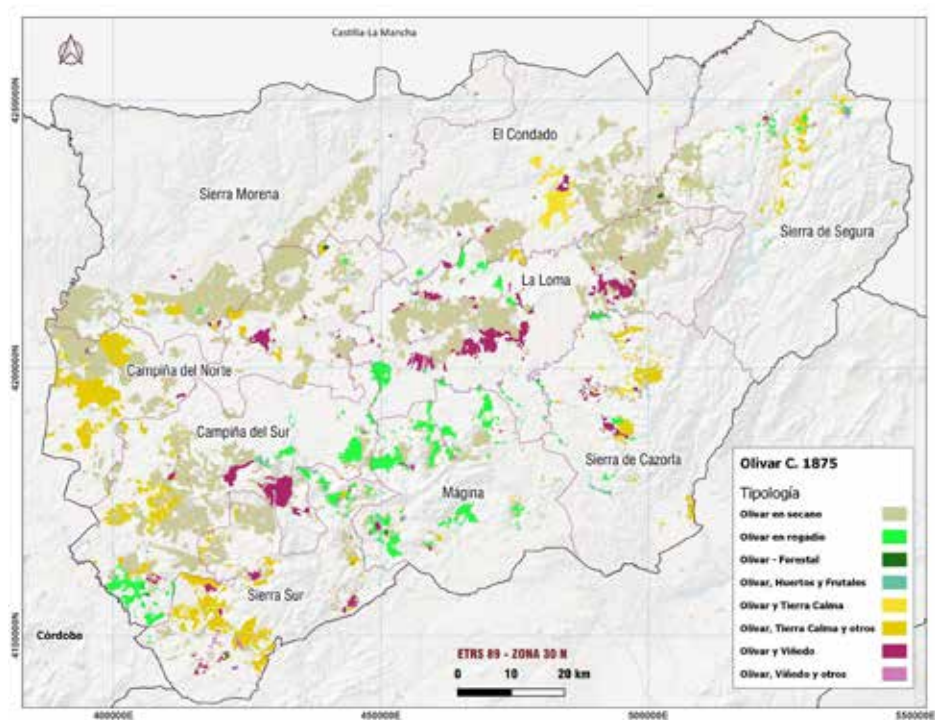 Castilla-La Mancha
4250000N
El Condado
Sierra Morena
Sierra de Segura
La Loma
4200000N
Campiña del Norte
Campiña del Sur
Sierra de Cazorla
Mágina
Sierra Sur
4150000N
Córdoba
ETRS 89 - ZONA 30 N
0 10 20 km
Olivar C. 1875
Tipología
Olivar en secano
Olivar en regadío
Olivar - Forestal
Olivar, Huertos y Frutales
Olivar y Tierra Calma
Olivar, Tierra Calma y otros
Olivar y Viñedo
Olivar, Viñedo y otros
400000E
450000E
500000E
550000E